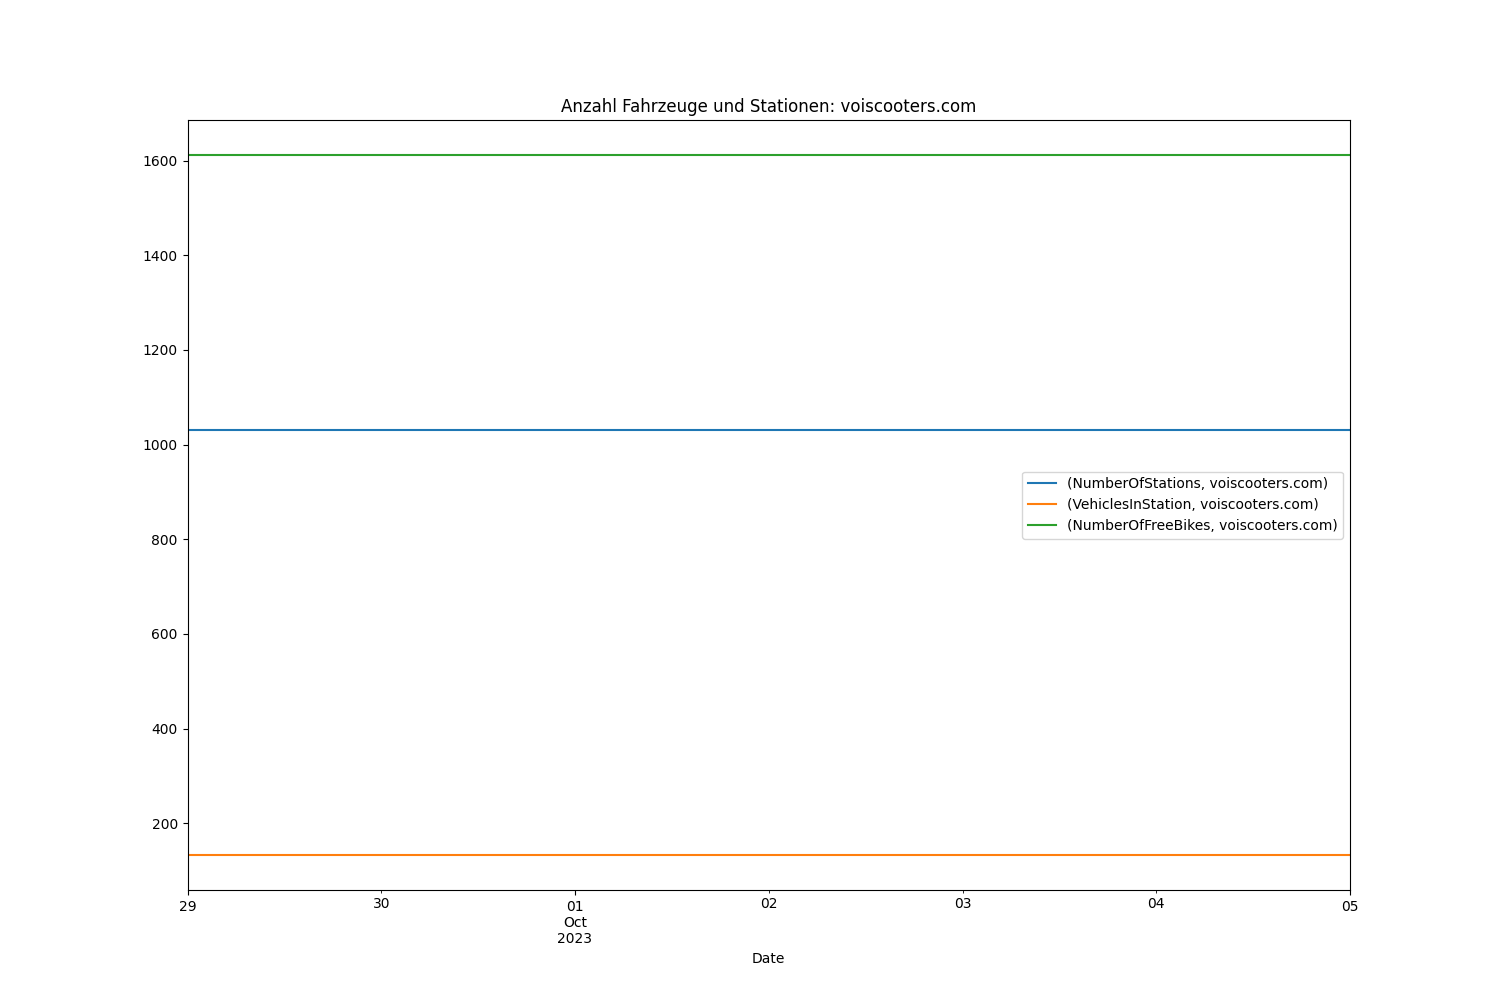 Anzahl Fahrzeuge und Stationen: voiscooters.com
1600
1400
1200
1000
800
600
400
200
(NumberOfStations, voiscooters.com)
(VehiclesInStation, voiscooters.com)
(NumberOfFreeBikes, voiscooters.com)
29 30 01 02 03 04 05
Oct
2023
Date